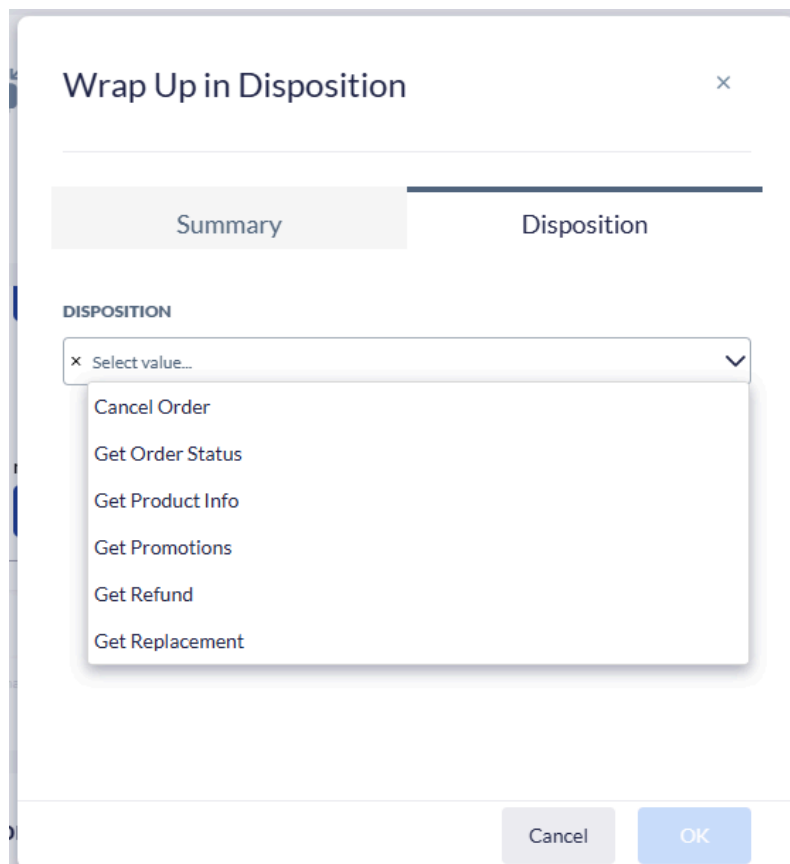 Wrap Up in Disposition ×
Summary Disposition
DISPOSITION
× Select value...
Cancel Order
Get Order Status
Get Product Info
Get Promotions
Get Refund
Get Replacement
Cancel OK